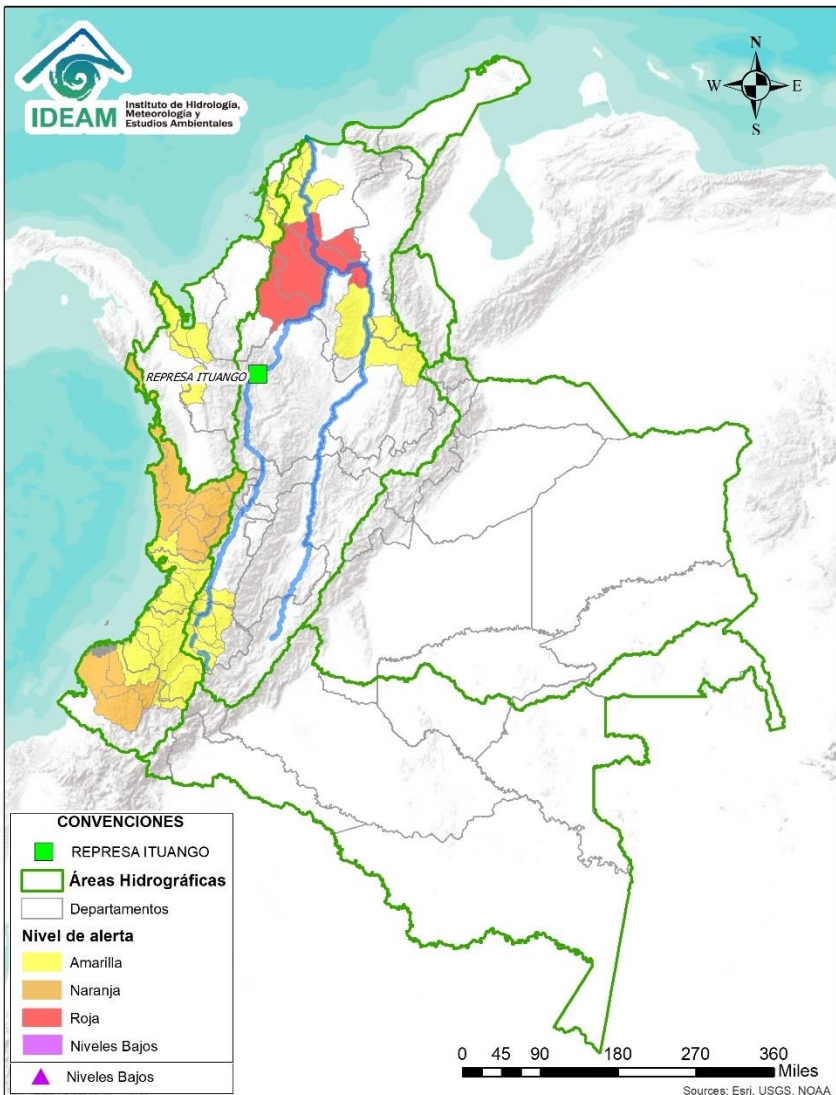 IDEAM
Instituto de Hidrología,
Meteorología y
Estudios Ambientales
N
W E
S
REPRESA ITUANGO
CONVENCIONES
REPRESA ITUANGO
Áreas Hidrográficas
Departamentos
Nivel de alerta
Amarilla
Naranja
Roja
Niveles Bajos
Niveles Bajos
0 45 90 180 270 360
Miles
Sources: Esri, USGS, NOAA